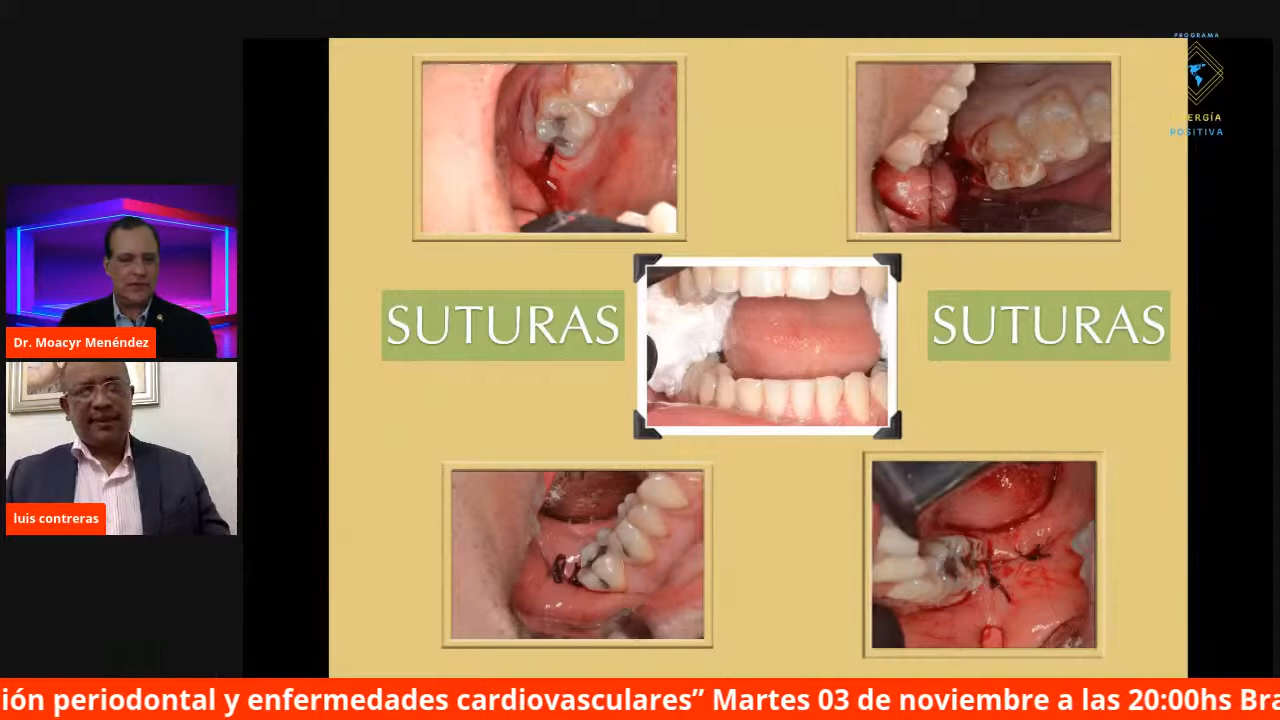 PROGRAMA
ENERGÍA
POSITIVA
SUTURAS
SUTURAS
Dr. Moacyr Menéndez
luis contreras
ión periodontal y enfermedades cardiovasculares” Martes 03 de noviembre a las 20:00hs Bra